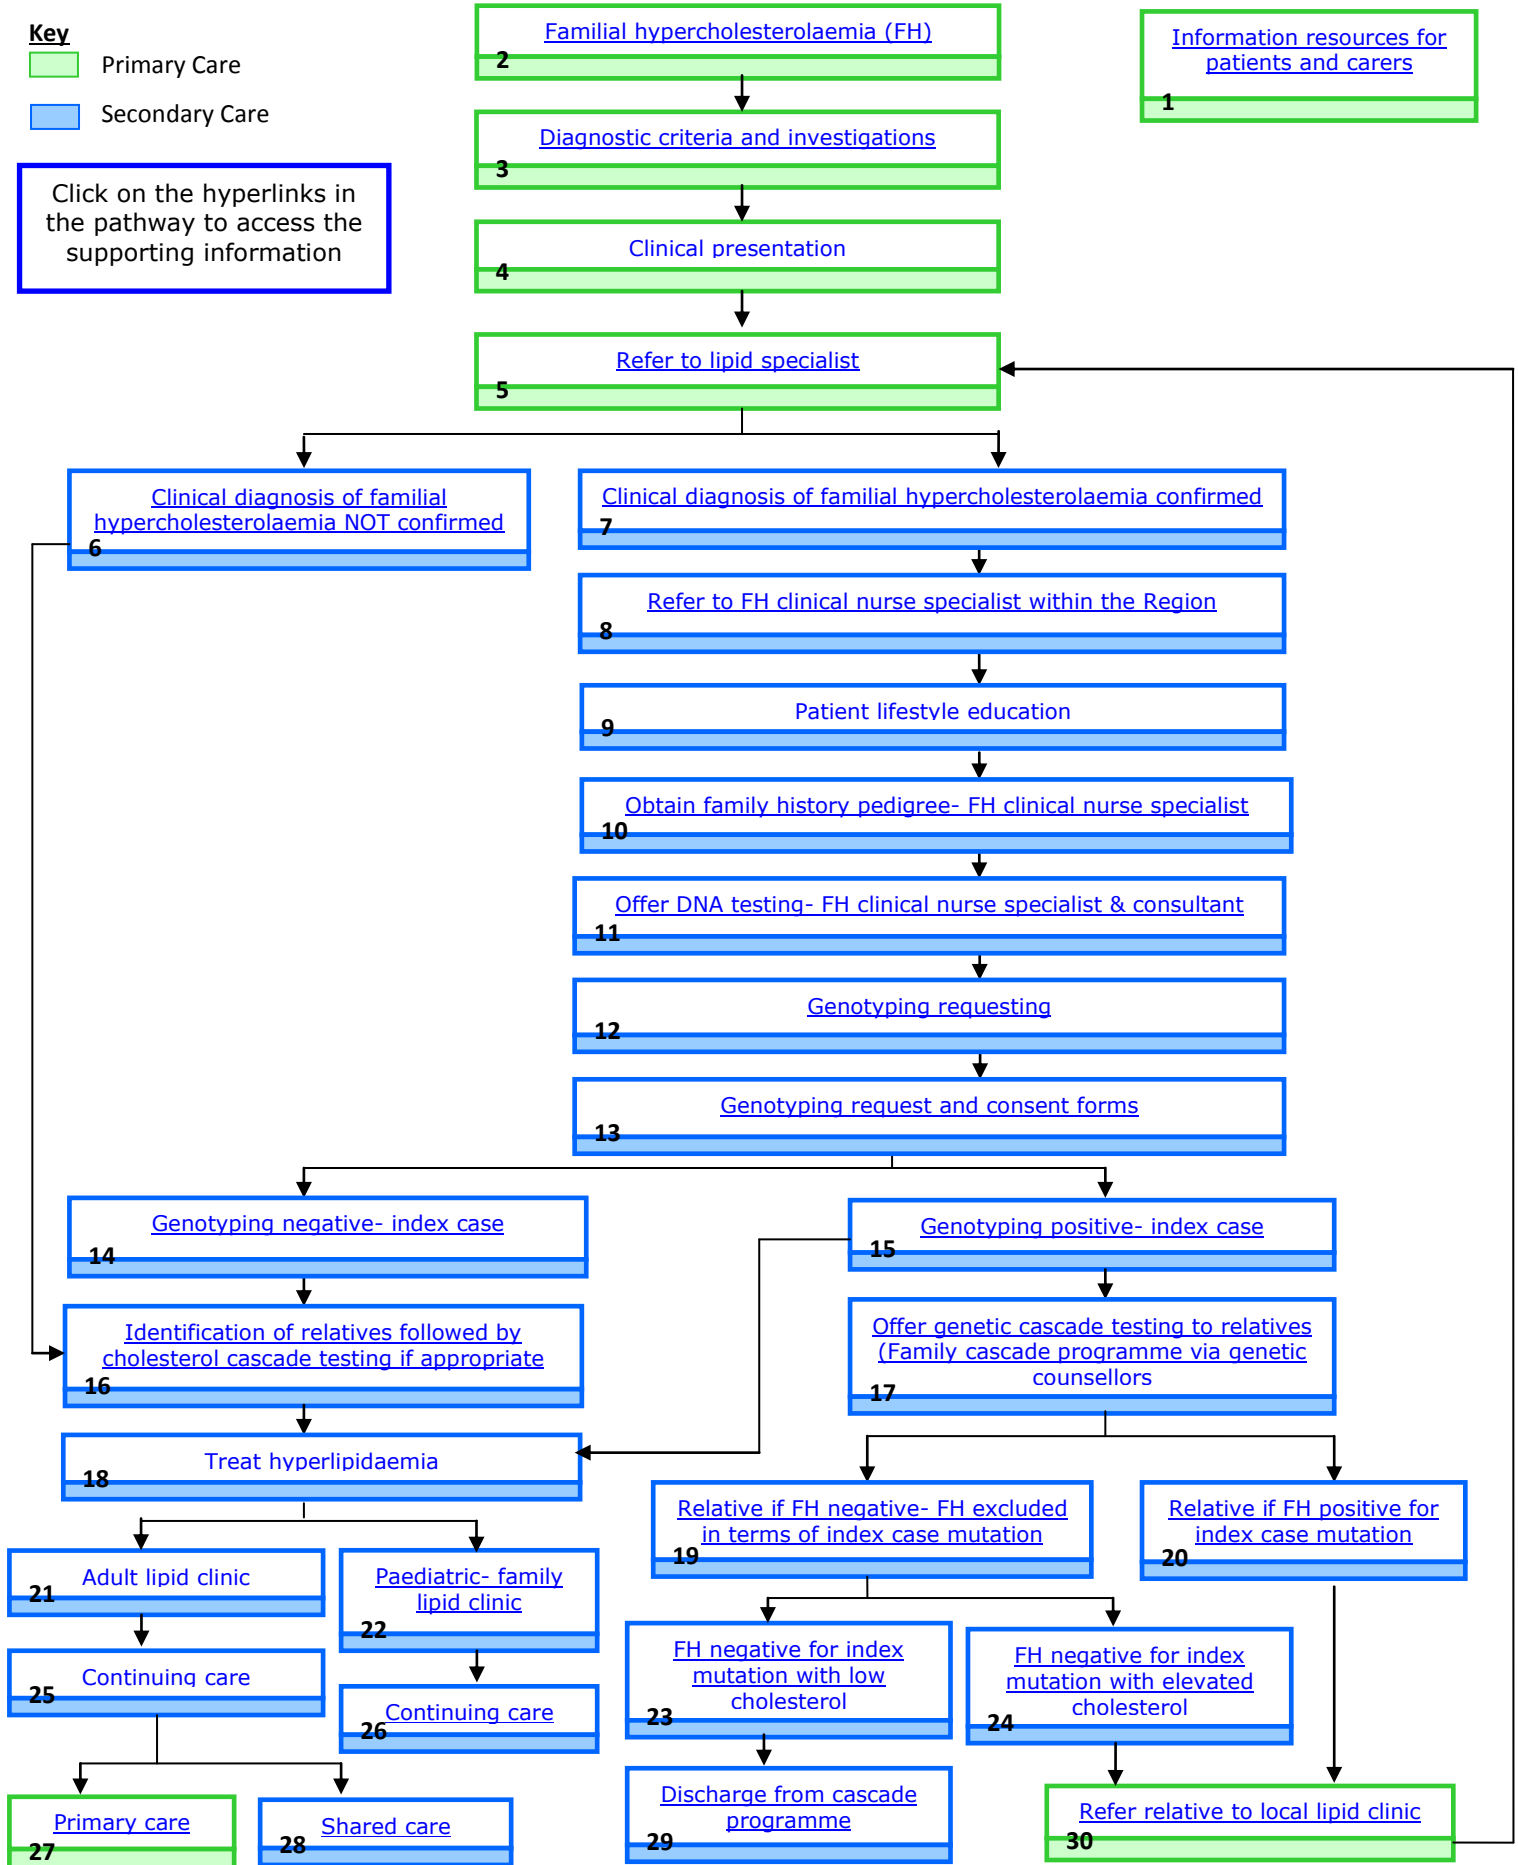 Key
Primary Care
Secondary Care
Click on the hyperlinks in
the pathway to access the
supporting information
Familial hypercholesterolaemia (FH)
2
Information resources for
patients and carers
1
Diagnostic criteria and investigations
3
Clinical presentation
4
Refer to lipid specialist
5
Clinical diagnosis of familial
hypercholesterolaemia NOT confirmed
6
Clinical diagnosis of familial hypercholesterolaemia confirmed
7
Refer to FH clinical nurse specialist within the Region
8
Patient lifestyle education
9
Obtain family history pedigree- FH clinical nurse specialist
10
Offer DNA testing- FH clinical nurse specialist & consultant
11
Genotyping requesting
12
Genotyping request and consent forms
13
Genotyping negative- index case
14
Genotyping positive- index case
15
Identification of relatives followed by
cholesterol cascade testing if appropriate
16
Offer genetic cascade testing to relatives
(Family cascade programme via genetic
counsellors
17
Treat hyperlipidaemia
18
Relative if FH negative- FH excluded
in terms of index case mutation
19
Relative if FH positive for
index case mutation
20
Adult lipid clinic
21
Paediatric- family
lipid clinic
22
FH negative for index
mutation with low
cholesterol
23
FH negative for index
mutation with elevated
cholesterol
24
Continuing care
25
Continuing care
26
Primary care
27
Shared care
28
Discharge from cascade
programme
29
Refer relative to local lipid clinic
30